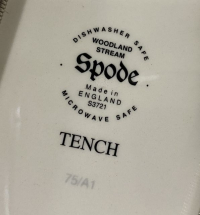 DISHWASHER SAFE
WOODLAND
STREAM
Spode
Made in
ENGLAND
S3721
MICROWAVE SAFE
TENCH
75/A1